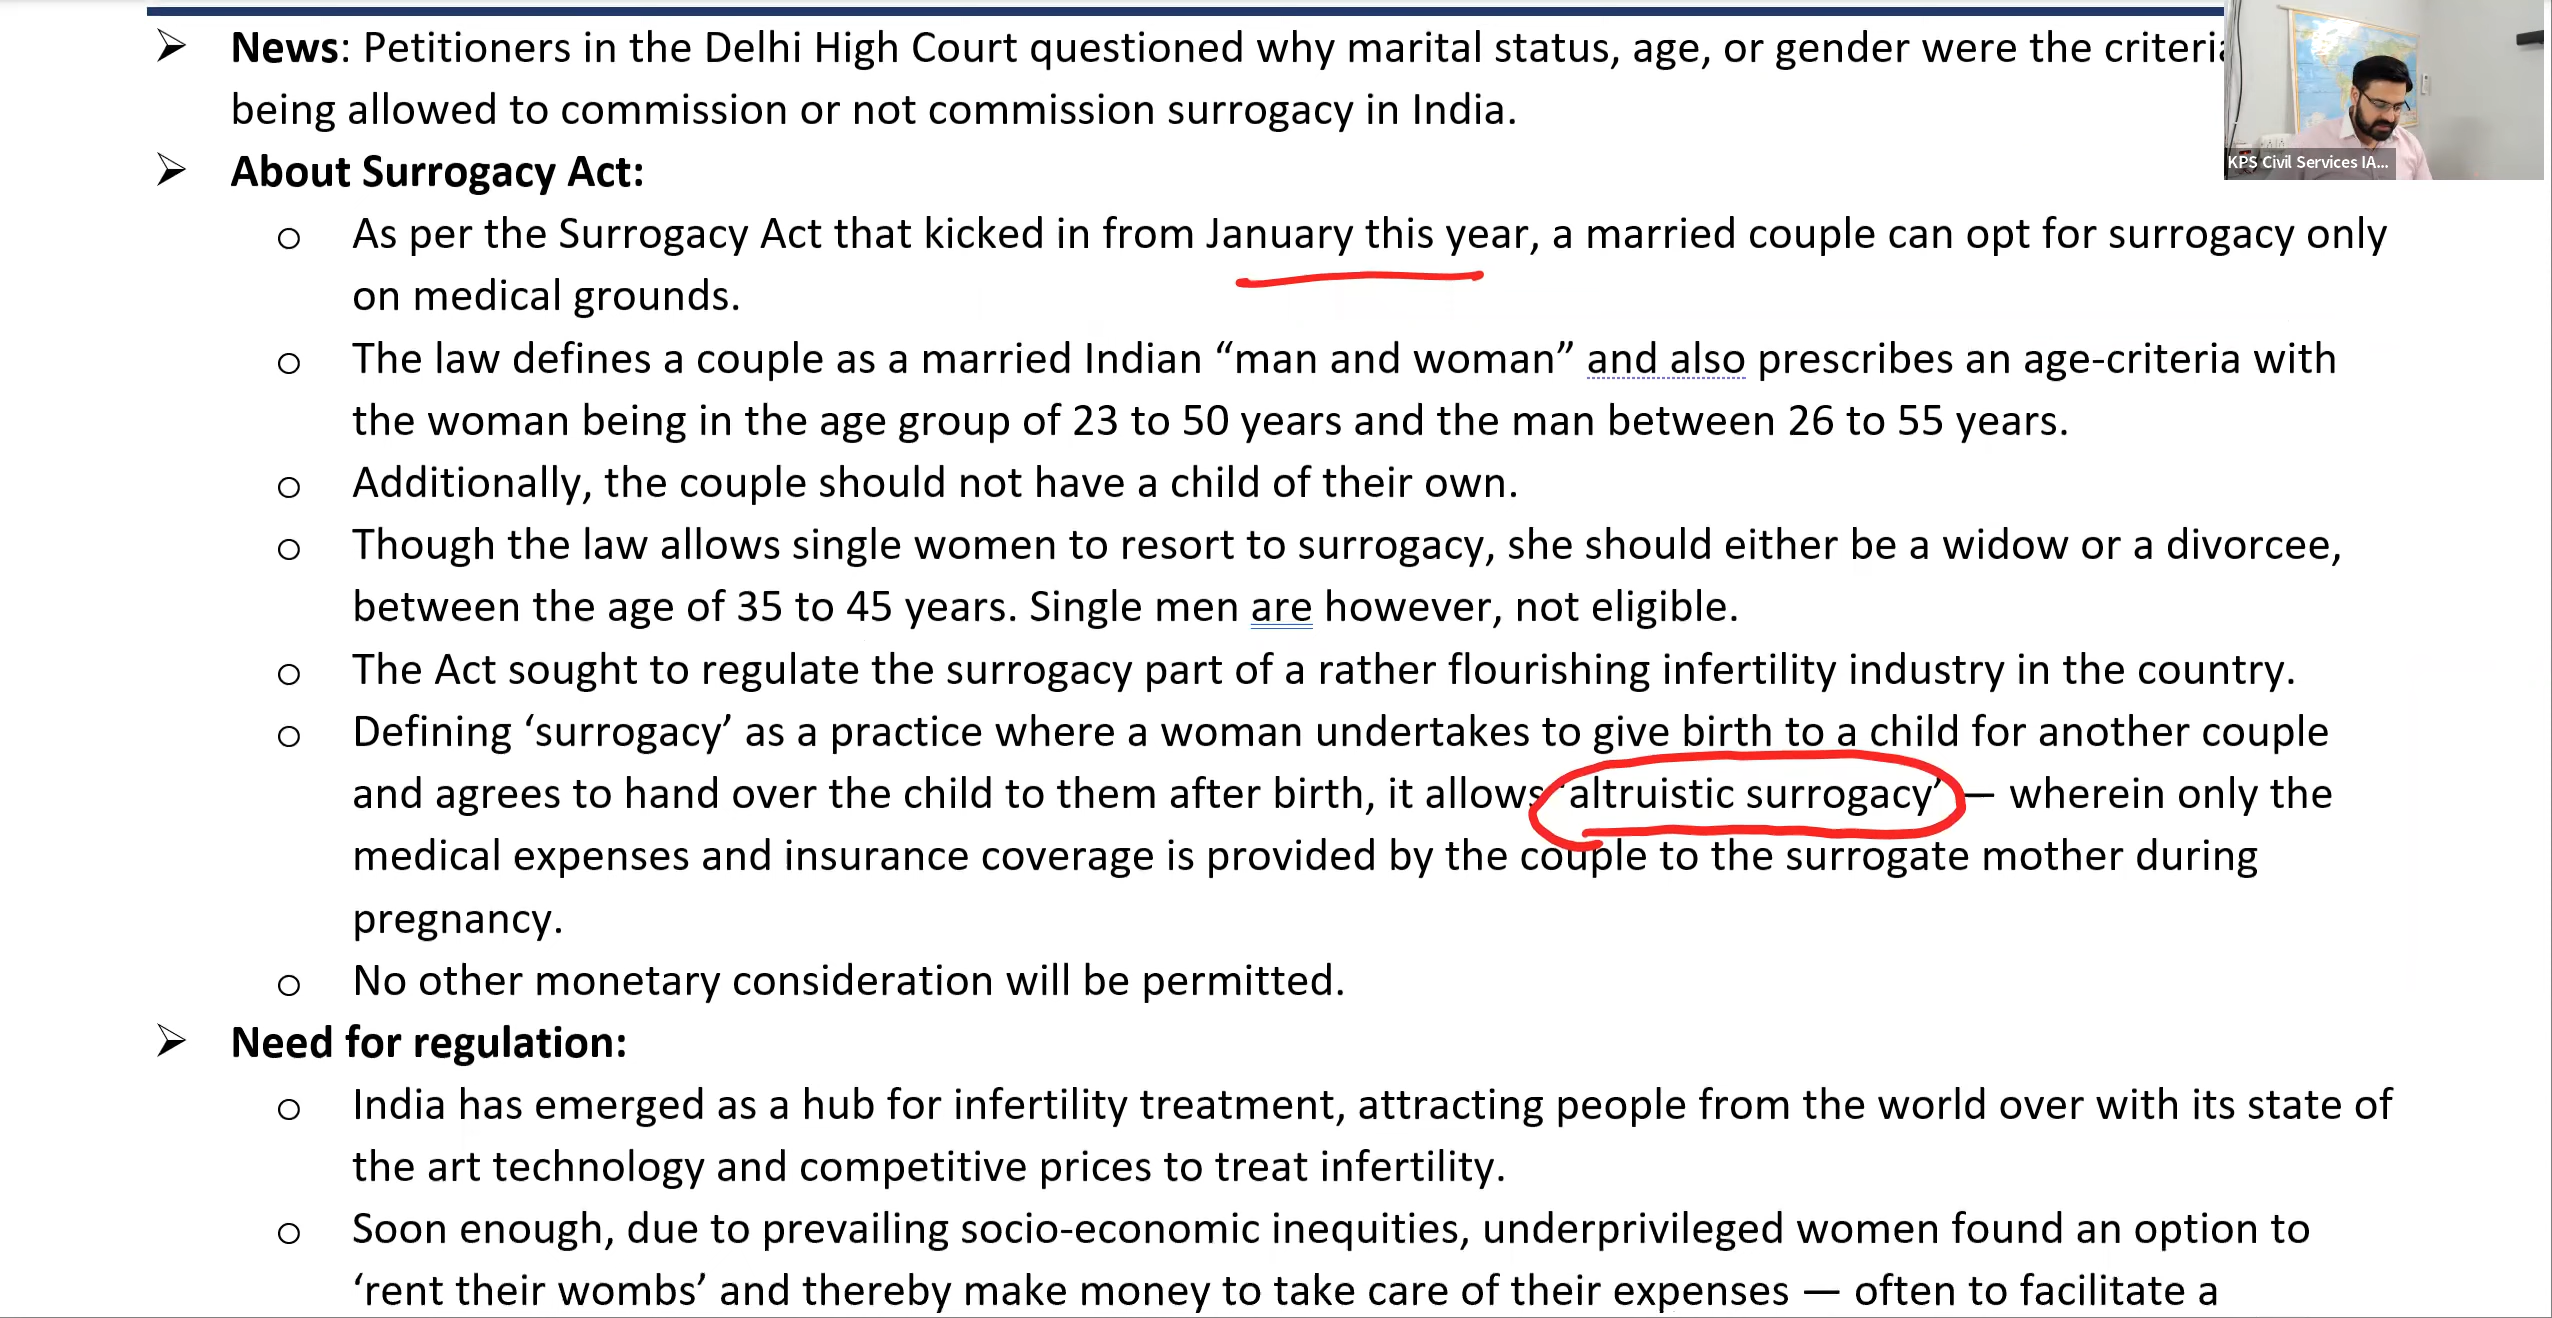 ➢ News: Petitioners in the Delhi High Court questioned why marital status, age, or gender were the criteria
being allowed to commission or not commission surrogacy in India.
KPS Civil Services IA...
➢ About Surrogacy Act:
o As per the Surrogacy Act that kicked in from January this year, a married couple can opt for surrogacy only
on medical grounds.
o The law defines a couple as a married Indian “man and woman” and also prescribes an age-criteria with
the woman being in the age group of 23 to 50 years and the man between 26 to 55 years.
o Additionally, the couple should not have a child of their own.
o Though the law allows single women to resort to surrogacy, she should either be a widow or a divorcee,
between the age of 35 to 45 years. Single men are however, not eligible.
o The Act sought to regulate the surrogacy part of a rather flourishing infertility industry in the country.
o Defining ‘surrogacy’ as a practice where a woman undertakes to give birth to a child for another couple
and agrees to hand over the child to them after birth, it allows ‘altruistic surrogacy’ — wherein only the
medical expenses and insurance coverage is provided by the couple to the surrogate mother during
pregnancy.
o No other monetary consideration will be permitted.
➢ Need for regulation:
o India has emerged as a hub for infertility treatment, attracting people from the world over with its state of
the art technology and competitive prices to treat infertility.
o Soon enough, due to prevailing socio-economic inequities, underprivileged women found an option to
‘rent their wombs’ and thereby make money to take care of their expenses — often to facilitate a